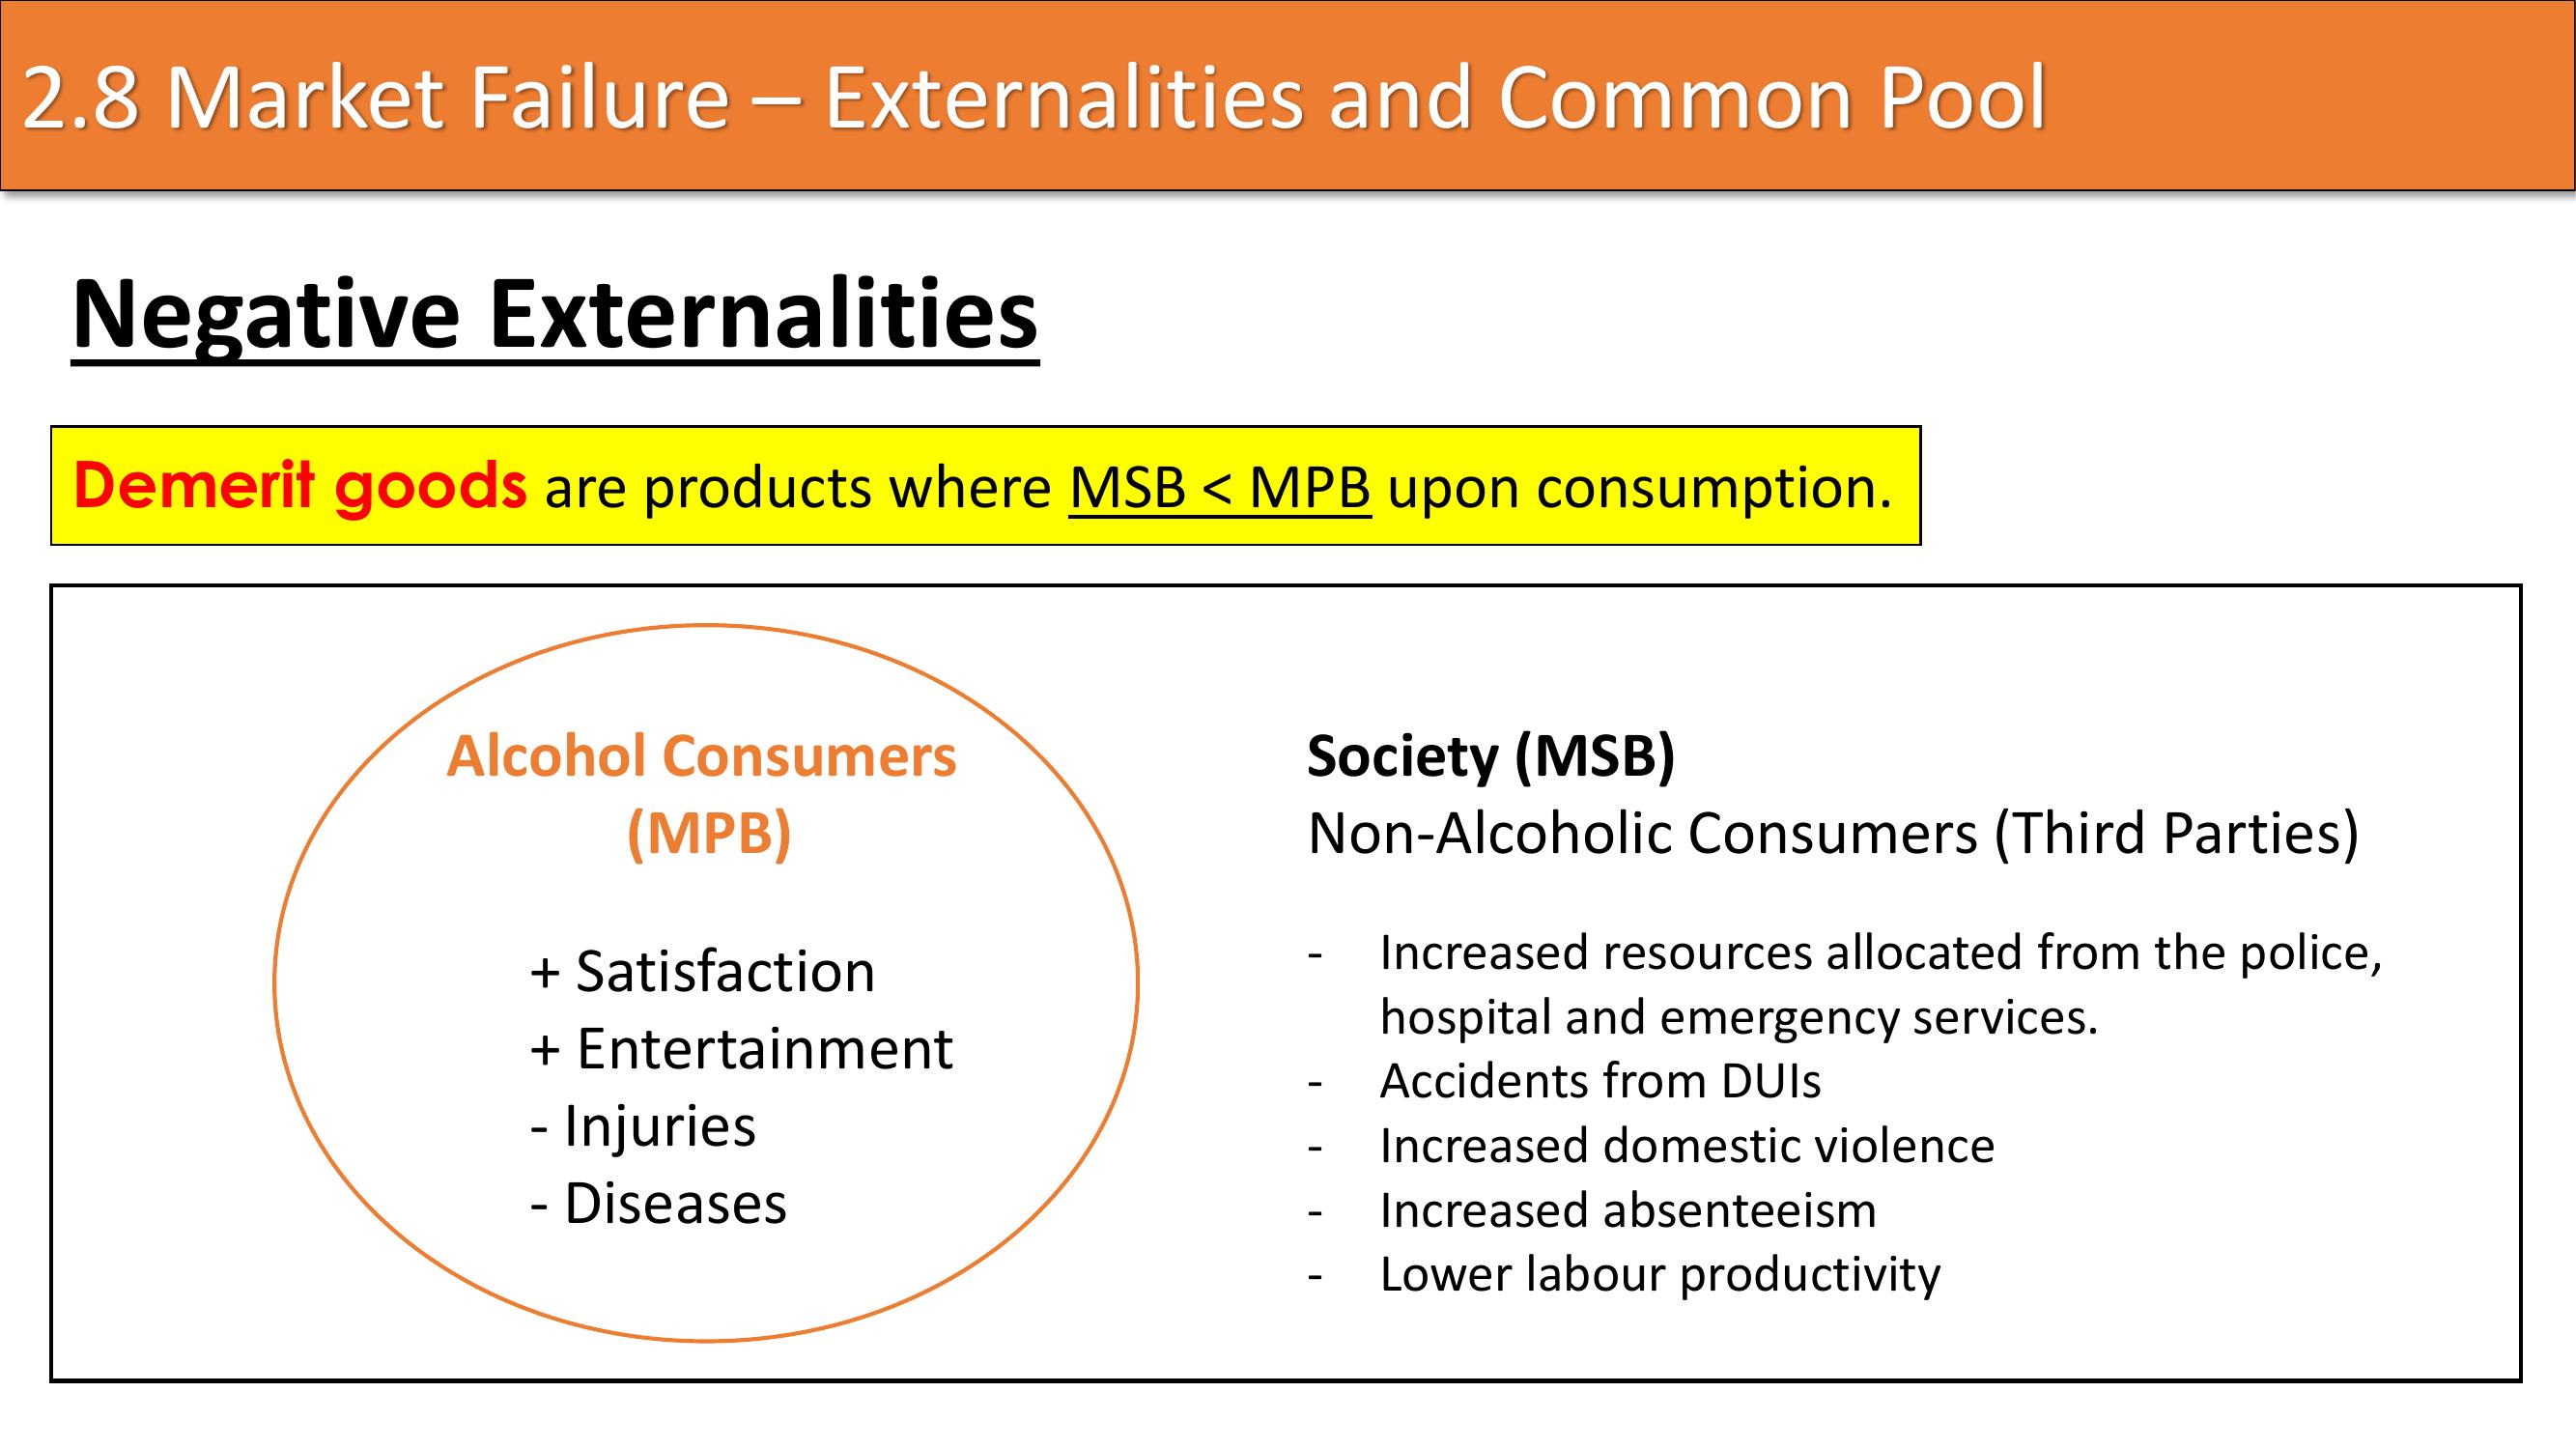 2.8 Market Failure – Externalities and Common Pool
Negative Externalities
Demerit goods are products where MSB < MPB upon consumption.
Alcohol Consumers
(MPB)
+ Satisfaction
+ Entertainment
- Injuries
- Diseases
Society (MSB)
Non-Alcoholic Consumers (Third Parties)
- Increased resources allocated from the police,
hospital and emergency services.
- Accidents from DUIs
- Increased domestic violence
- Increased absenteeism
- Lower labour productivity